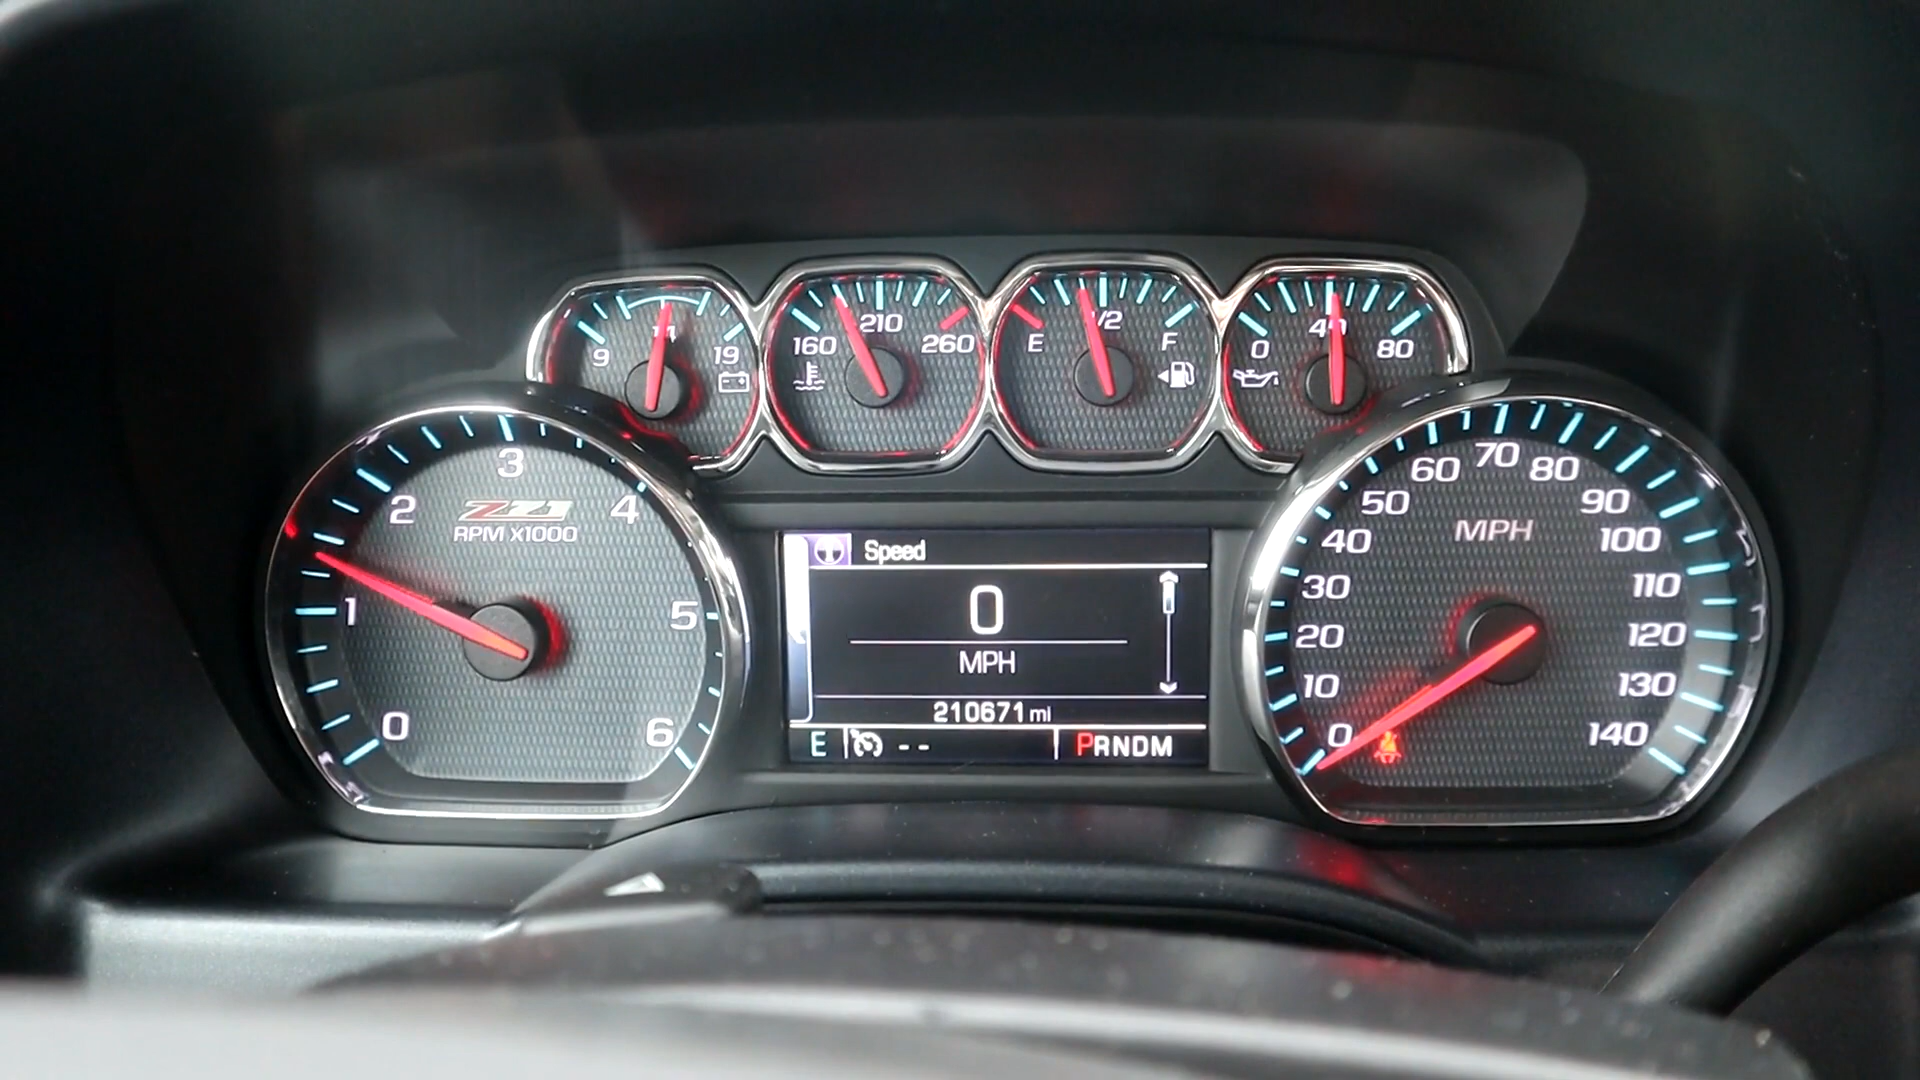 9 14 19
160 210 260
E 1/2 F
0 40 80
0 1 2 3 4 5 6
Z71
RPM X1000
Speed
0
MPH
210671 mi
E -- PRNDM
0 10 20 30 40 50 60 70 80 90 100 110 120 130 140
MPH